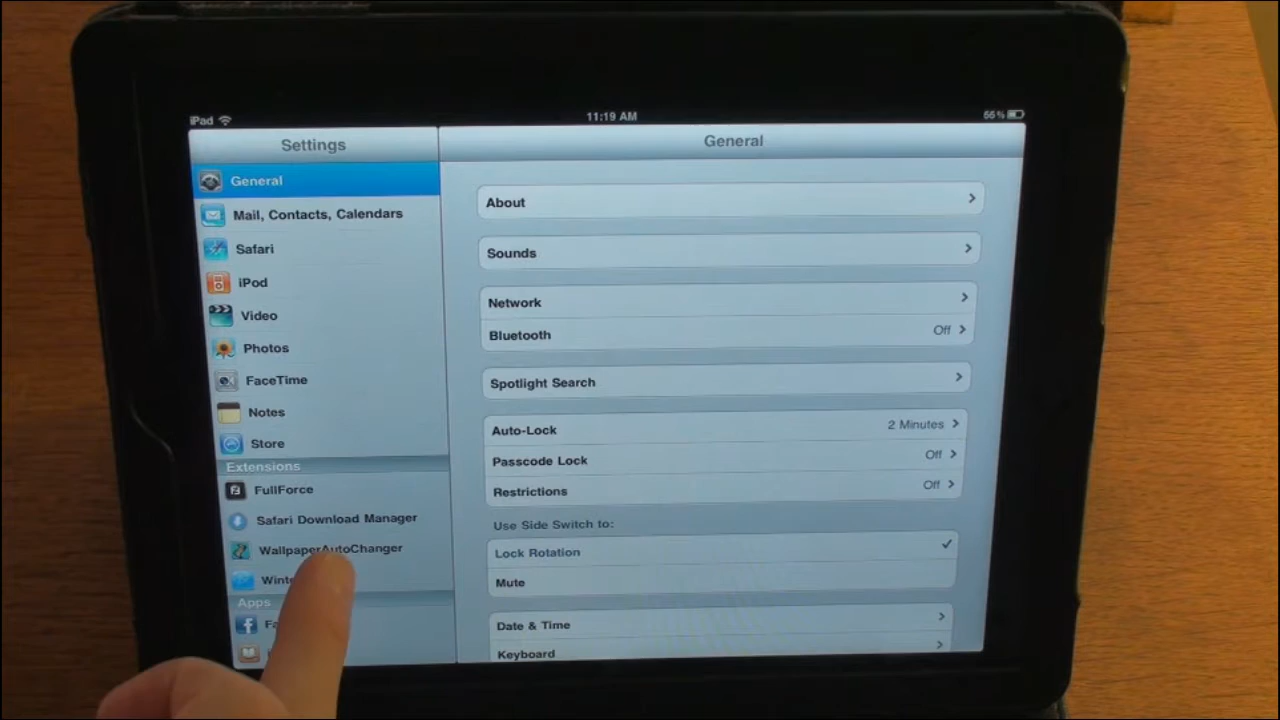 iPad
11:19 AM
55%
Settings
General
General
Mail, Contacts, Calendars
Safari
iPod
Video
Photos
FaceTime
Notes
Store
Extensions
FullForce
Safari Download Manager
WallpaperAutoChanger
Apps
About
Sounds
Network
Bluetooth Off
Spotlight Search
Auto-Lock 2 Minutes
Passcode Lock Off
Restrictions Off
Use Side Switch to:
Lock Rotation
Mute
Date & Time
Keyboard